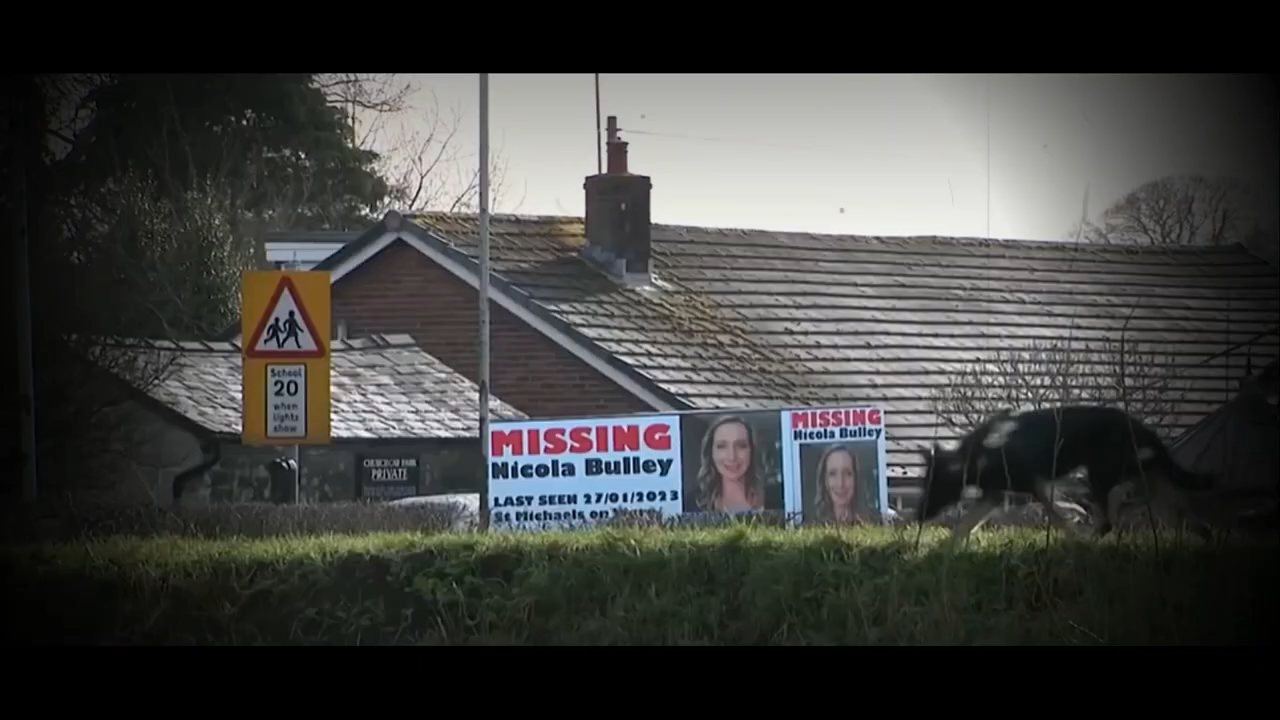 School
20
when
lights
show
PRIVATE
MISSING
Nicola Bulley
LAST SEEN 27/01/2023
St Michaels on
MISSING
Nicola Bulley